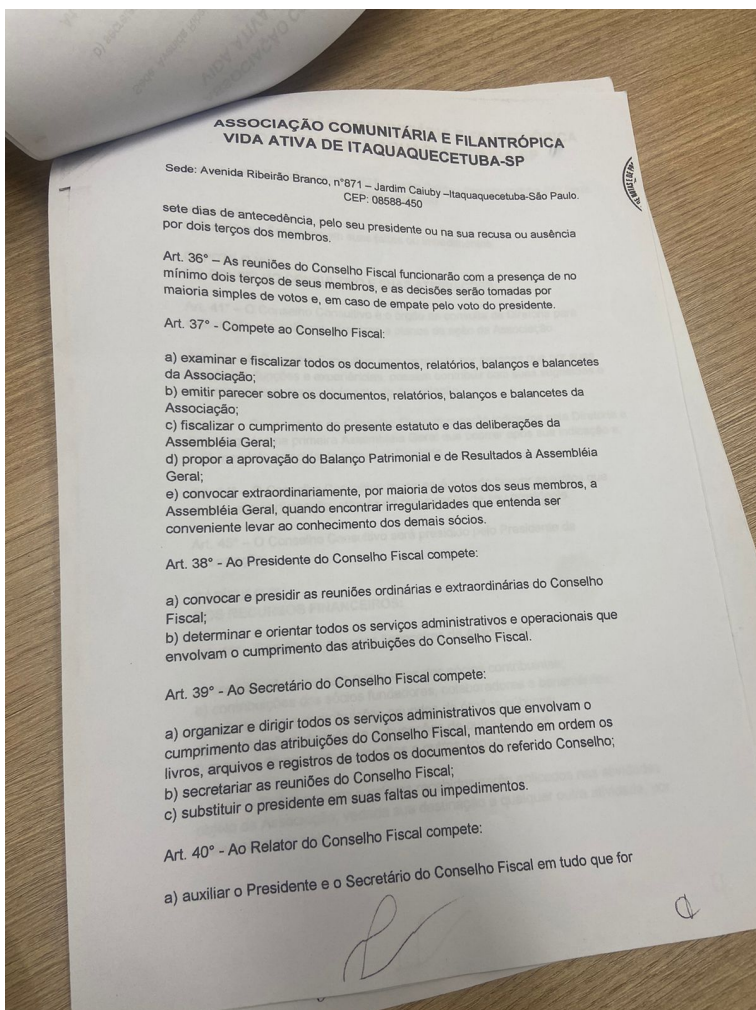 ASSOCIAÇÃO COMUNITÁRIA E FILANTRÓPICA
VIDA ATIVA DE ITAQUAQUECETUBA-SP
Sede: Avenida Ribeirão Branco, n°871 – Jardim Caiuby –Itaquaquecetuba-São Paulo.
CEP: 08588-450
sete dias de antecedência, pelo seu presidente ou na sua recusa ou ausência
por dois terços dos membros.
Art. 36° – As reuniões do Conselho Fiscal funcionarão com a presença de no
mínimo dois terços de seus membros, e as decisões serão tomadas por
maioria simples de votos e, em caso de empate pelo voto do presidente.
Art. 37° - Compete ao Conselho Fiscal:
a) examinar e fiscalizar todos os documentos, relatórios, balanços e balancetes
da Associação;
b) emitir parecer sobre os documentos, relatórios, balanços e balancetes da
Associação;
c) fiscalizar o cumprimento do presente estatuto e das deliberações da
Assembléia Geral;
d) propor a aprovação do Balanço Patrimonial e de Resultados à Assembléia
Geral;
e) convocar extraordinariamente, por maioria de votos dos seus membros, a
Assembléia Geral, quando encontrar irregularidades que entenda ser
conveniente levar ao conhecimento dos demais sócios.
Art. 38° - Ao Presidente do Conselho Fiscal compete:
a) convocar e presidir as reuniões ordinárias e extraordinárias do Conselho
Fiscal;
b) determinar e orientar todos os serviços administrativos e operacionais que
envolvam o cumprimento das atribuições do Conselho Fiscal.
Art. 39° - Ao Secretário do Conselho Fiscal compete:
a) organizar e dirigir todos os serviços administrativos que envolvam o
cumprimento das atribuições do Conselho Fiscal, mantendo em ordem os
livros, arquivos e registros de todos os documentos do referido Conselho;
b) secretariar as reuniões do Conselho Fiscal;
c) substituir o presidente em suas faltas ou impedimentos.
Art. 40° - Ao Relator do Conselho Fiscal compete:
a) auxiliar o Presidente e o Secretário do Conselho Fiscal em tudo que for